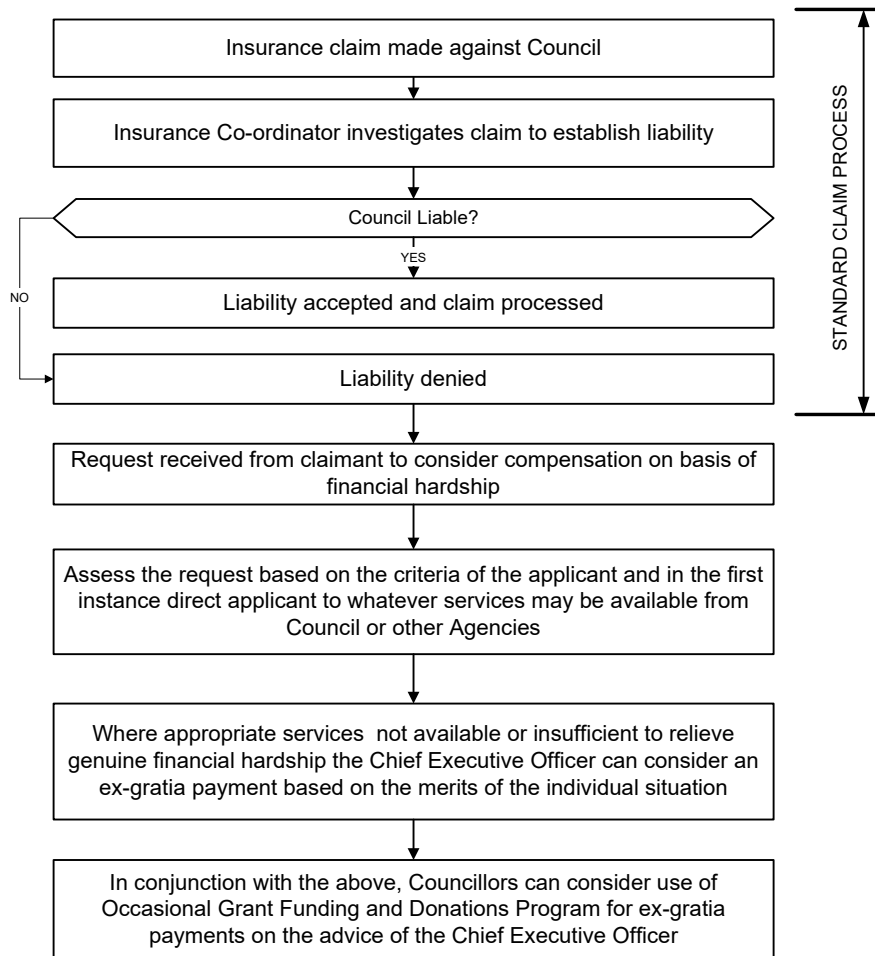 Insurance claim made against Council
Insurance Co-ordinator investigates claim to establish liability
Council Liable?
YES
NO
Liability accepted and claim processed
Liability denied
STANDARD CLAIM PROCESS
Request received from claimant to consider compensation on basis of
financial hardship
Assess the request based on the criteria of the applicant and in the first
instance direct applicant to whatever services may be available from
Council or other Agencies
Where appropriate services not available or insufficient to relieve
genuine financial hardship the Chief Executive Officer can consider an
ex-gratia payment based on the merits of the individual situation
In conjunction with the above, Councillors can consider use of
Occasional Grant Funding and Donations Program for ex-gratia
payments on the advice of the Chief Executive Officer